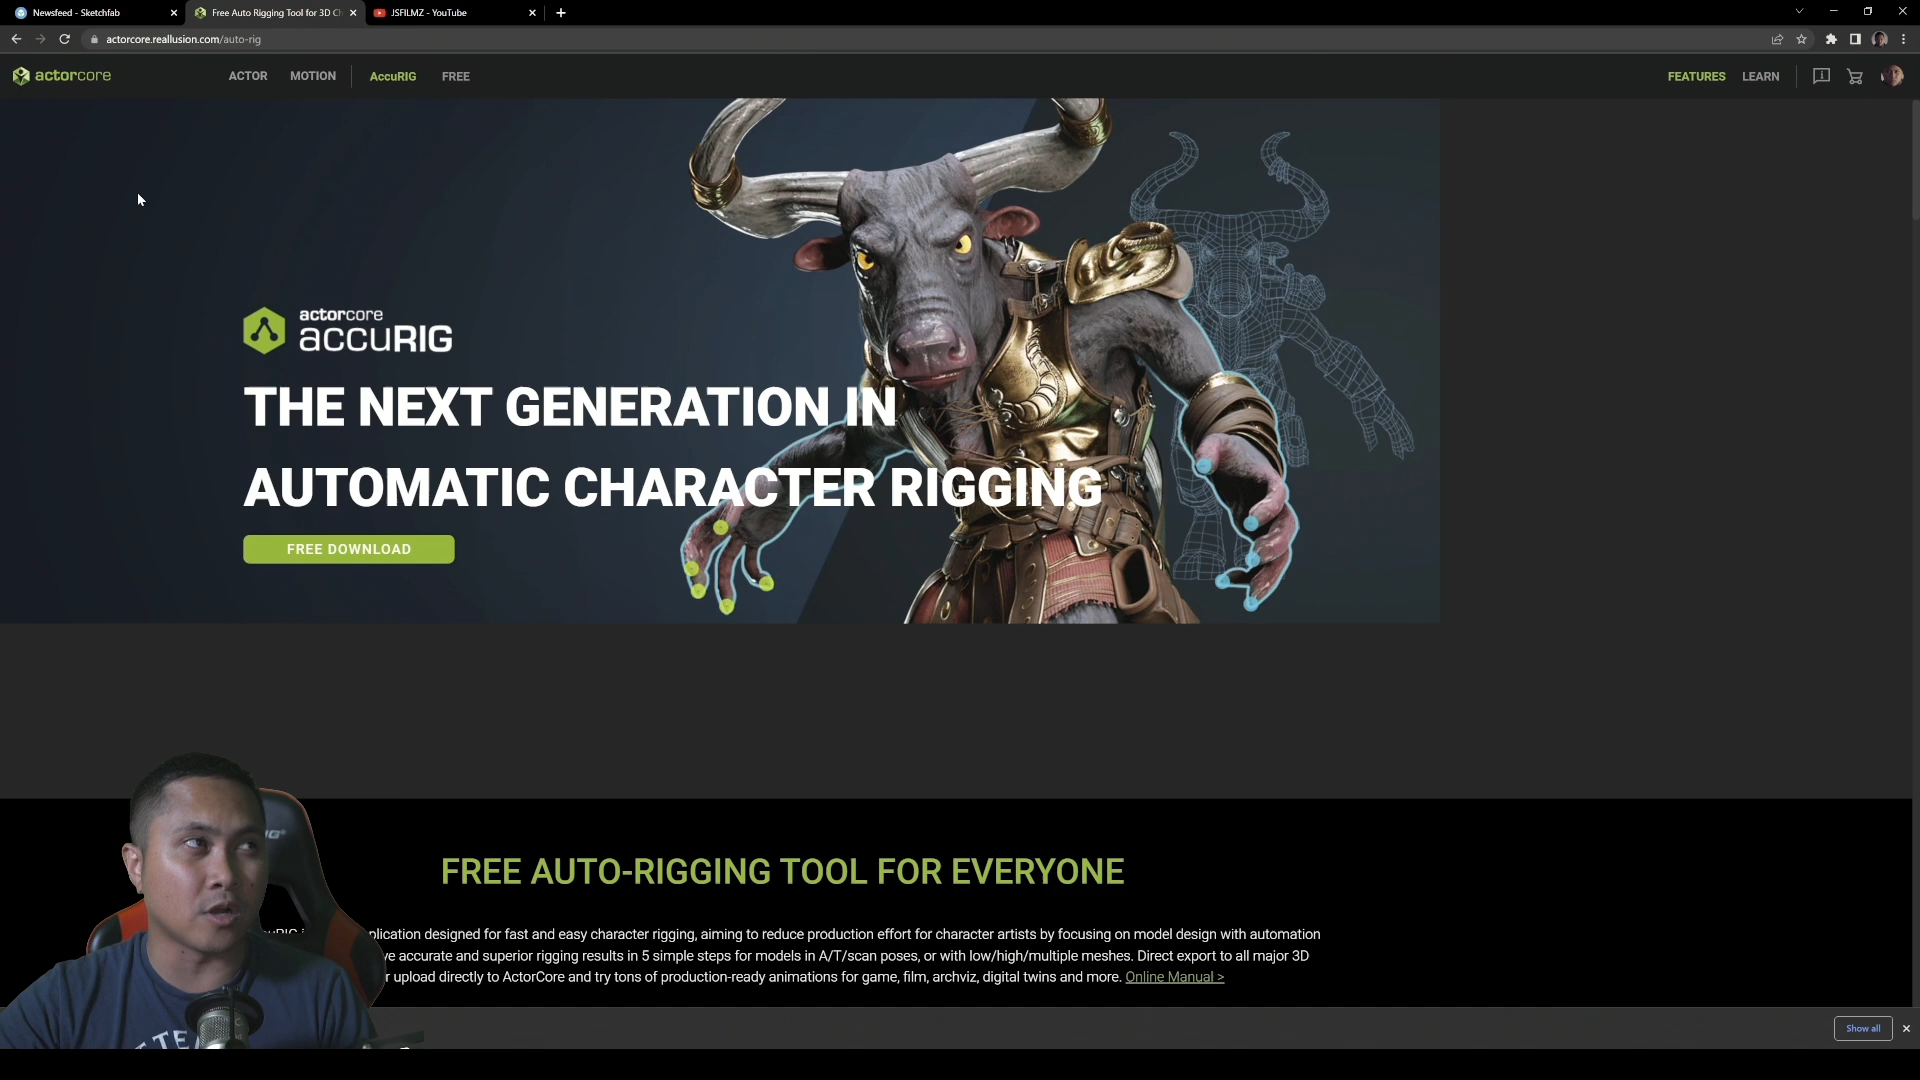 Newsfeed - Sketchfab
Free Auto Rigging Tool for 3D Ch
JSFILMZ - YouTube
actorcore.reallusion.com/auto-rig
actorcore
ACTOR
MOTION
AccuRIG
FREE
FEATURES
LEARN
actorcore
accuRIG
THE NEXT GENERATION IN
AUTOMATIC CHARACTER RIGGING
FREE DOWNLOAD
FREE AUTO-RIGGING TOOL FOR EVERYONE
plication designed for fast and easy character rigging, aiming to reduce production effort for character artists by focusing on model design with automation
ve accurate and superior rigging results in 5 simple steps for models in A/T/scan poses, or with low/high/multiple meshes. Direct export to all major 3D
r upload directly to ActorCore and try tons of production-ready animations for game, film, archviz, digital twins and more. Online Manual >
Show all